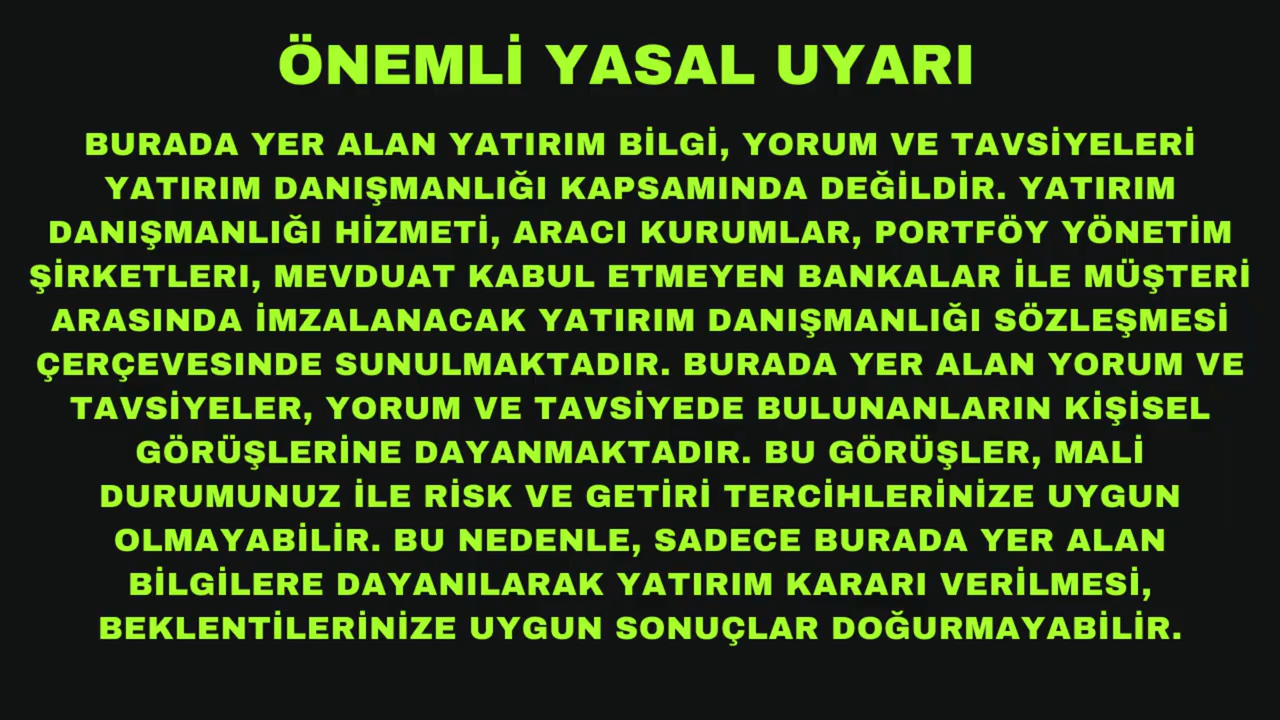 ÖNEMLİ YASAL UYARI
BURADA YER ALAN YATIRIM BİLGİ, YORUM VE TAVSİYELERİ
YATIRIM DANIŞMANLIĞI KAPSAMINDA DEĞİLDİR. YATIRIM
DANIŞMANLIĞI HİZMETİ, ARACI KURUMLAR, PORTFÖY YÖNETİM
ŞİRKETLERI, MEVDUAT KABUL ETMEYEN BANKALAR İLE MÜŞTERİ
ARASINDA İMZALANACAK YATIRIM DANIŞMANLIĞI SÖZLEŞMESİ
ÇERÇEVESINDE SUNULMAKTADIR. BURADA YER ALAN YORUM VE
TAVSİYELER, YORUM VE TAVSİYEDE BULUNANLARIN KİŞİSEL
GÖRÜŞLERİNE DAYANMAKTADIR. BU GÖRÜŞLER, MALİ
DURUMUNUZ İLE RİSK VE GETİRİ TERCİHLERİNİZE UYGUN
OLMAYABİLİR. BU NEDENLE, SADECE BURADA YER ALAN
BİLGİLERE DAYANILARAK YATIRIM KARARI VERİLMESİ,
BEKLENTİLERİNİZE UYGUN SONUÇLAR DOĞURMAYABİLİR.